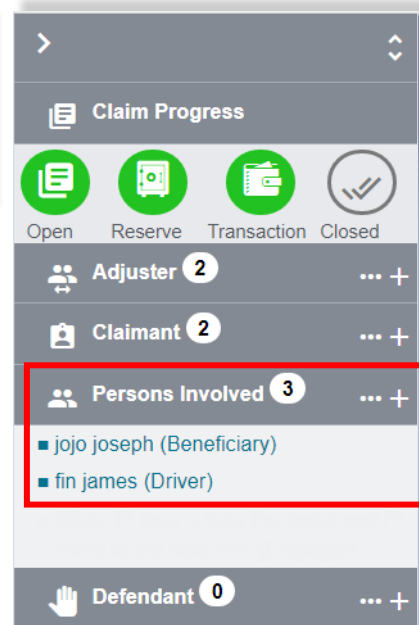 Claim Progress
Open Reserve Transaction Closed
Adjuster 2
Claimant 2
Persons Involved 3
jojo joseph (Beneficiary)
fin james (Driver)
Defendant 0